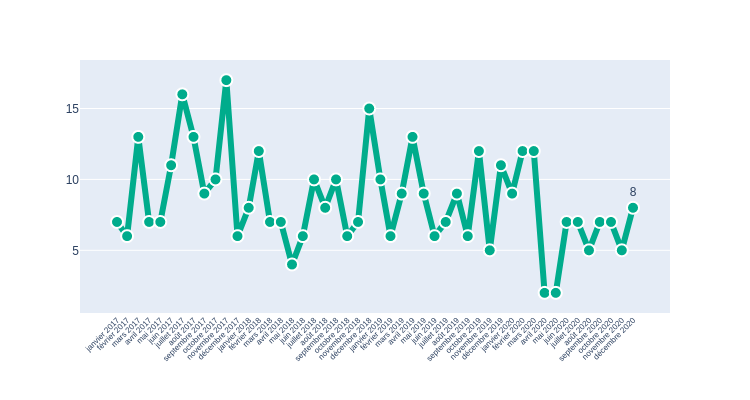 15
10
5
8
janvier 2017
février 2017
mars 2017
avril 2017
mai 2017
juin 2017
juillet 2017
août 2017
septembre 2017
octobre 2017
novembre 2017
décembre 2017
janvier 2018
février 2018
mars 2018
avril 2018
mai 2018
juin 2018
juillet 2018
août 2018
septembre 2018
octobre 2018
novembre 2018
décembre 2018
janvier 2019
février 2019
mars 2019
avril 2019
mai 2019
juin 2019
juillet 2019
août 2019
septembre 2019
octobre 2019
novembre 2019
décembre 2019
janvier 2020
février 2020
mars 2020
avril 2020
mai 2020
juin 2020
juillet 2020
août 2020
septembre 2020
octobre 2020
novembre 2020
décembre 2020